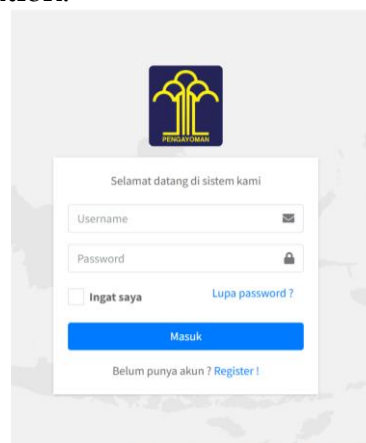 PENGAYOMAN
Selamat datang di sistem kami
Username
Password
Ingat saya
Lupa password ?
Masuk
Belum punya akun ? Register !